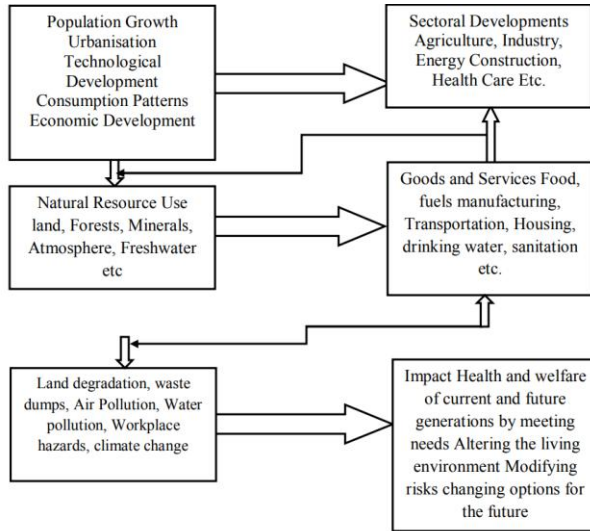 Population Growth
Urbanisation
Technological
Development
Consumption Patterns
Economic Development
Sectoral Developments
Agriculture, Industry,
Energy Construction,
Health Care Etc.
Natural Resource Use
land, Forests, Minerals,
Atmosphere, Freshwater
etc
Goods and Services Food,
fuels manufacturing,
Transportation, Housing,
drinking water, sanitation
etc.
Land degradation, waste
dumps, Air Pollution, Water
pollution, Workplace
hazards, climate change
Impact Health and welfare
of current and future
generations by meeting
needs Altering the living
environment Modifying
risks changing options for
the future